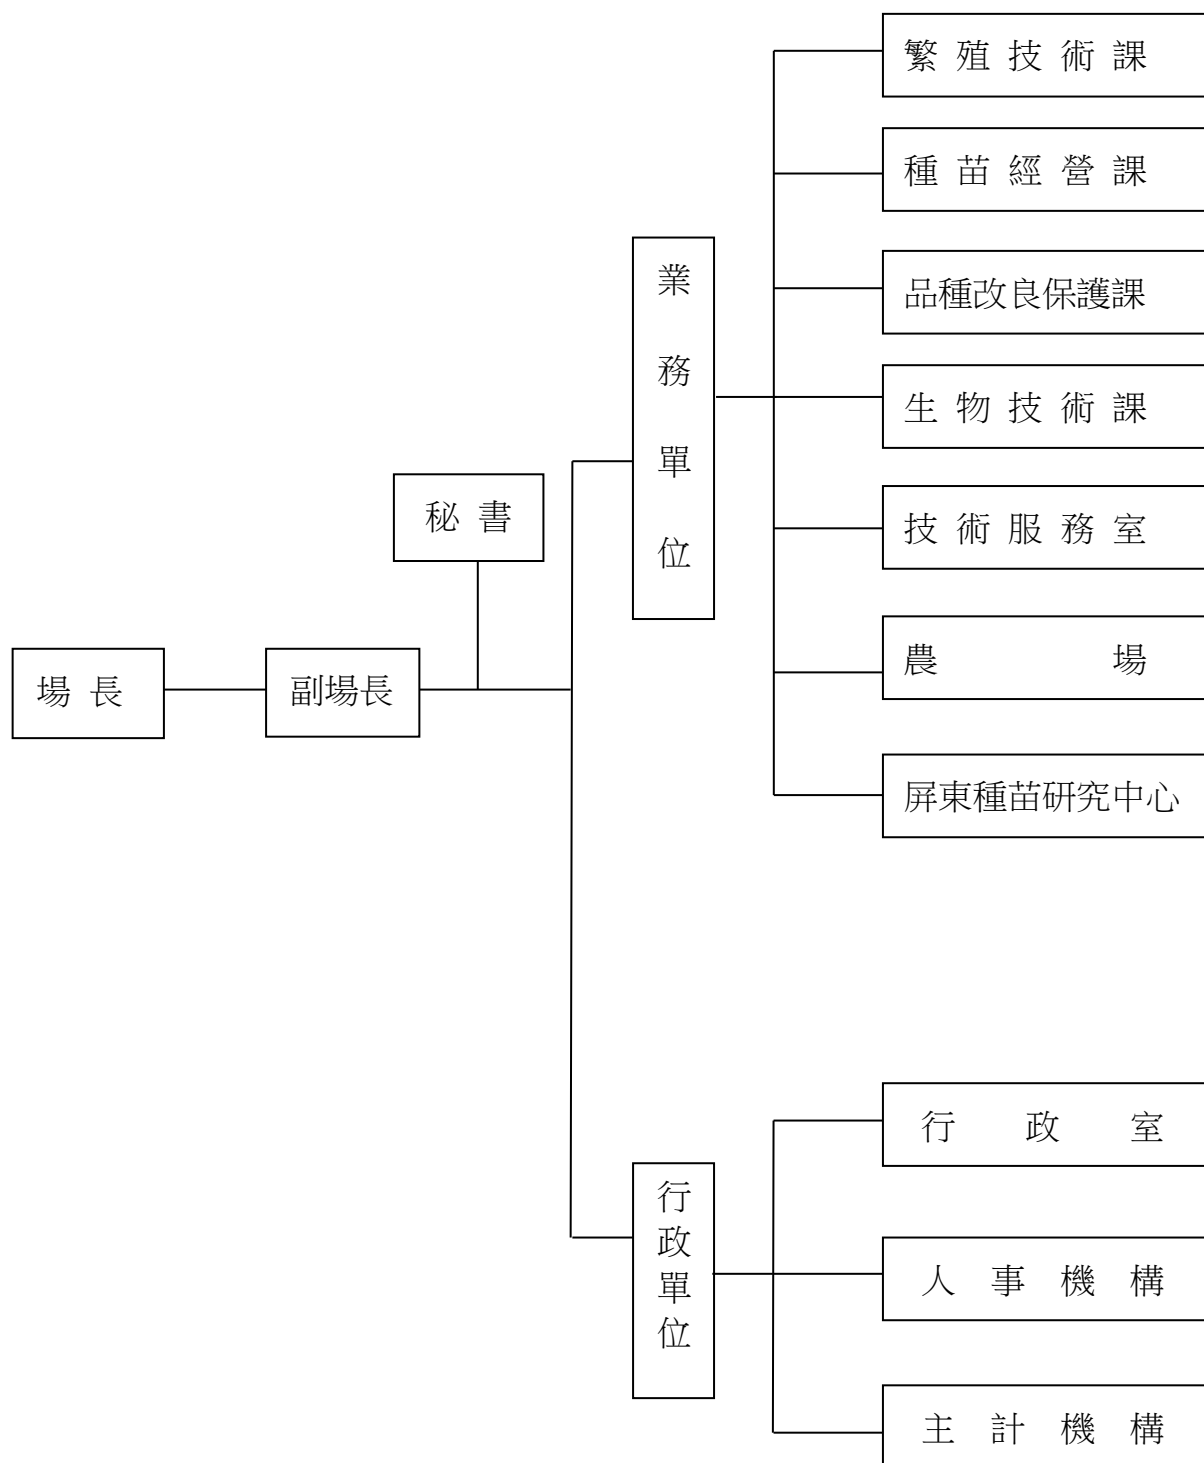 場長
副場長
秘書
業務單位
繁殖技術課
種苗經營課
品種改良保護課
生物技術課
技術服務室
農場
屏東種苗研究中心
行政單位
行政室
人事機構
主計機構